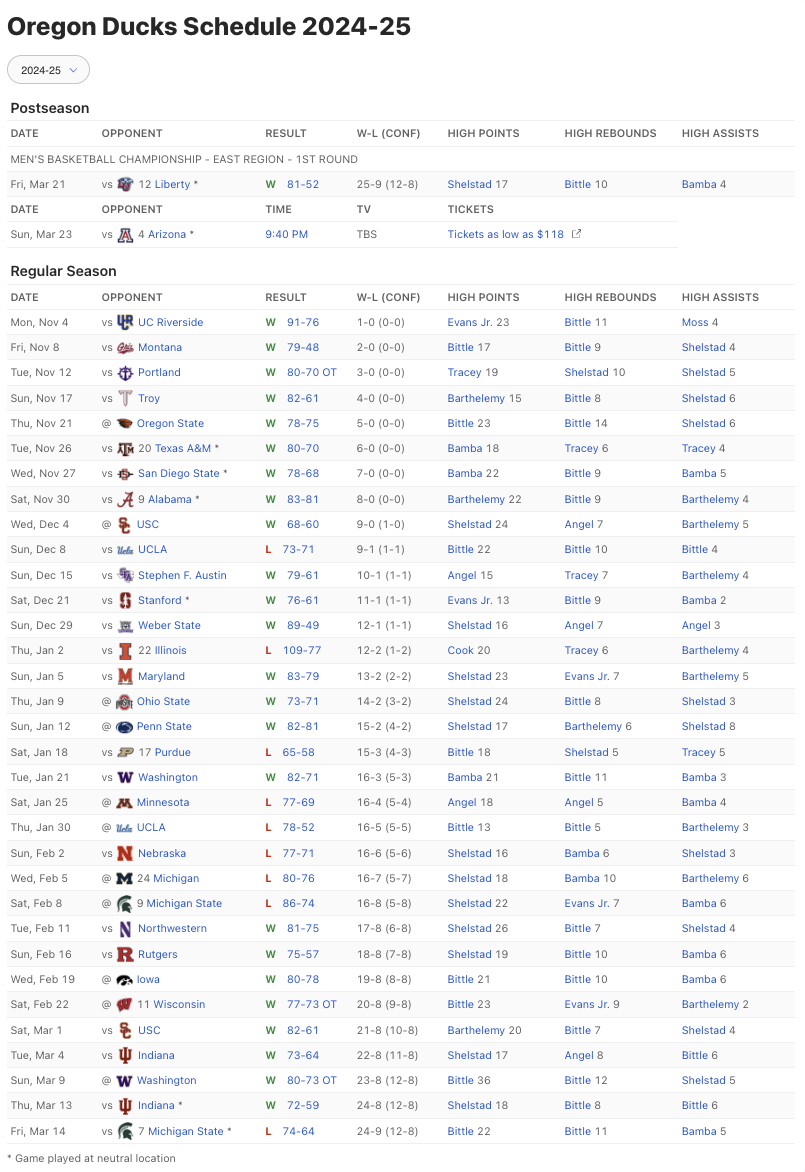 Oregon Ducks Schedule 2024-25
2024-25
Postseason
DATE OPPONENT RESULT W-L (CONF) HIGH POINTS HIGH REBOUNDS HIGH ASSISTS
MEN'S BASKETBALL CHAMPIONSHIP - EAST REGION - 1ST ROUND
Fri, Mar 21 vs 12 Liberty * W 81-52 25-9 (12-8) Shelstad 17 Bittle 10 Bamba 4
DATE OPPONENT TIME TV TICKETS
Sun, Mar 23 vs 4 Arizona * 9:40 PM TBS Tickets as low as $118
Regular Season
DATE OPPONENT RESULT W-L (CONF) HIGH POINTS HIGH REBOUNDS HIGH ASSISTS
Mon, Nov 4 vs UC Riverside W 91-76 1-0 (0-0) Evans Jr. 23 Bittle 11 Moss 4
Fri, Nov 8 vs Montana W 79-48 2-0 (0-0) Bittle 17 Bittle 9 Shelstad 4
Tue, Nov 12 vs Portland W 80-70 OT 3-0 (0-0) Tracey 19 Shelstad 10 Shelstad 5
Sun, Nov 17 vs Troy W 82-61 4-0 (0-0) Barthelemy 15 Bittle 8 Shelstad 6
Thu, Nov 21 @ Oregon State W 78-75 5-0 (0-0) Bittle 23 Bittle 14 Shelstad 6
Tue, Nov 26 vs 20 Texas A&M * W 80-70 6-0 (0-0) Bamba 18 Tracey 6 Tracey 4
Wed, Nov 27 vs San Diego State * W 78-68 7-0 (0-0) Bamba 22 Bittle 9 Bamba 5
Sat, Nov 30 vs 9 Alabama * W 83-81 8-0 (0-0) Barthelemy 22 Bittle 9 Barthelemy 4
Wed, Dec 4 @ USC W 68-60 9-0 (1-0) Shelstad 24 Angel 7 Barthelemy 5
Sun, Dec 8 vs UCLA L 73-71 9-1 (1-1) Bittle 22 Bittle 10 Bittle 4
Sun, Dec 15 vs Stephen F. Austin W 79-61 10-1 (1-1) Angel 15 Tracey 7 Barthelemy 4
Sat, Dec 21 vs Stanford * W 76-61 11-1 (1-1) Evans Jr. 13 Bittle 9 Bamba 2
Sun, Dec 29 vs Weber State W 89-49 12-1 (1-1) Shelstad 16 Angel 7 Angel 3
Thu, Jan 2 vs 22 Illinois L 109-77 12-2 (1-2) Cook 20 Tracey 6 Barthelemy 4
Sun, Jan 5 vs Maryland W 83-79 13-2 (2-2) Shelstad 23 Evans Jr. 7 Barthelemy 5
Thu, Jan 9 @ Ohio State W 73-71 14-2 (3-2) Shelstad 24 Bittle 8 Shelstad 3
Sun, Jan 12 @ Penn State W 82-81 15-2 (4-2) Shelstad 17 Barthelemy 6 Shelstad 8
Sat, Jan 18 vs 17 Purdue L 65-58 15-3 (4-3) Bittle 18 Shelstad 5 Tracey 5
Tue, Jan 21 vs Washington W 82-71 16-3 (5-3) Bamba 21 Bittle 11 Bamba 3
Sat, Jan 25 @ Minnesota L 77-69 16-4 (5-4) Angel 18 Angel 5 Bamba 4
Thu, Jan 30 @ UCLA L 78-52 16-5 (5-5) Bittle 13 Bittle 5 Barthelemy 3
Sun, Feb 2 vs Nebraska L 77-71 16-6 (5-6) Shelstad 16 Bamba 6 Shelstad 3
Wed, Feb 5 @ 24 Michigan L 80-76 16-7 (5-7) Shelstad 18 Bamba 10 Barthelemy 6
Sat, Feb 8 @ 9 Michigan State L 86-74 16-8 (5-8) Shelstad 22 Evans Jr. 7 Bamba 6
Tue, Feb 11 vs Northwestern W 81-75 17-8 (6-8) Shelstad 26 Bittle 7 Shelstad 4
Sun, Feb 16 vs Rutgers W 75-57 18-8 (7-8) Shelstad 19 Bittle 10 Bamba 6
Wed, Feb 19 @ Iowa W 80-78 19-8 (8-8) Bittle 21 Bittle 10 Bamba 6
Sat, Feb 22 @ 11 Wisconsin W 77-73 OT 20-8 (9-8) Bittle 23 Evans Jr. 9 Barthelemy 2
Sat, Mar 1 vs USC W 82-61 21-8 (10-8) Barthelemy 20 Bittle 7 Shelstad 4
Tue, Mar 4 vs Indiana W 73-64 22-8 (11-8) Shelstad 17 Angel 8 Bittle 6
Sun, Mar 9 @ Washington W 80-73 OT 23-8 (12-8) Bittle 36 Bittle 12 Shelstad 5
Thu, Mar 13 vs Indiana * W 72-59 24-8 (12-8) Shelstad 18 Bittle 8 Bittle 6
Fri, Mar 14 vs 7 Michigan State * L 74-64 24-9 (12-8) Bittle 22 Bittle 11 Bamba 5
* Game played at neutral location